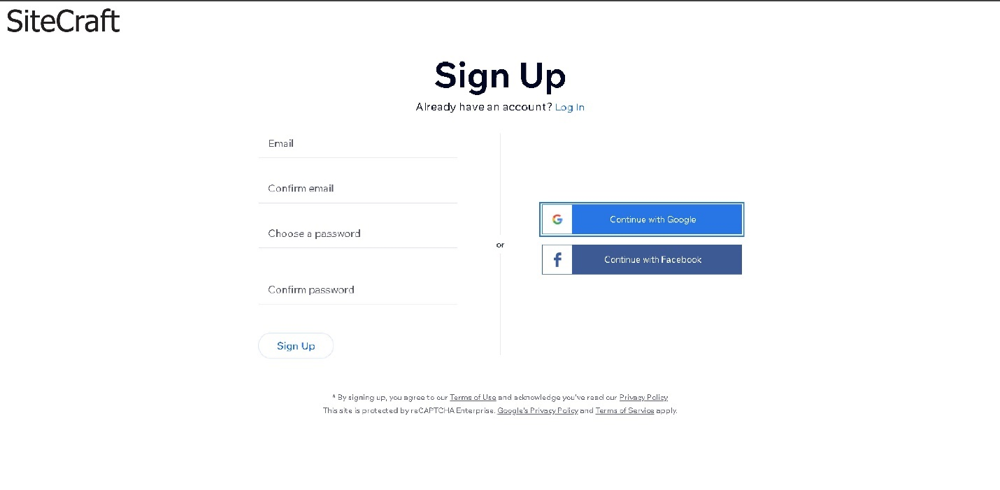 SiteCraft
Sign Up
Already have an account? Log In
Email
Confirm email
Choose a password
Confirm password
Sign Up
or
G Continue with Google
f Continue with Facebook
* By signing up, you agree to our Terms of Use and acknowledge you've read our Privacy Policy
This site is protected by reCAPTCHA Enterprise. Google's Privacy Policy and Terms of Service apply.